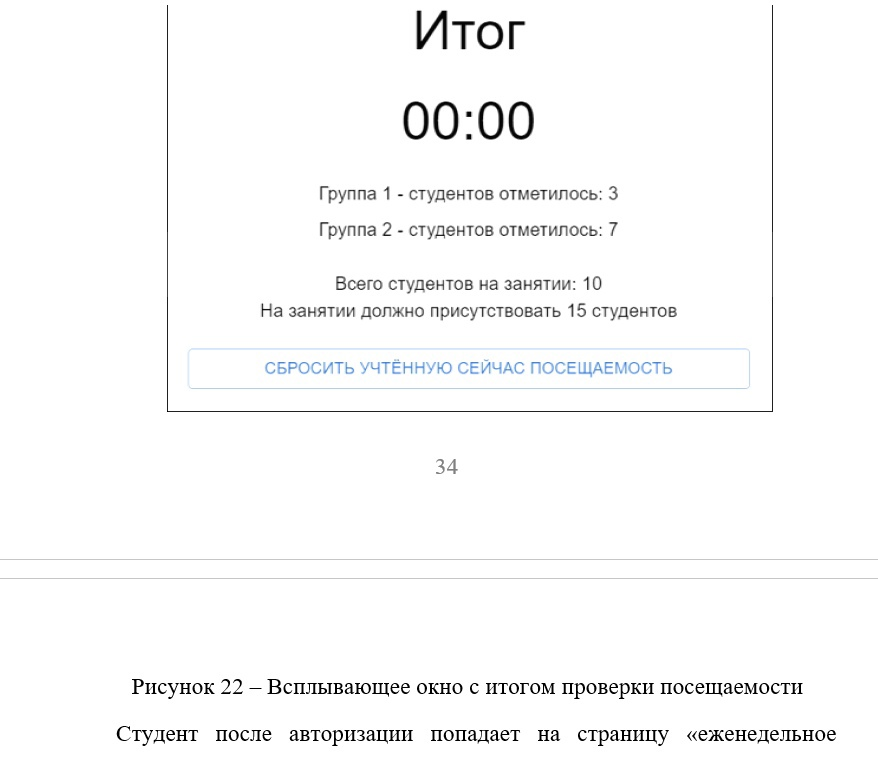 Итог
00:00
Группа 1 - студентов отметилось: 3
Группа 2 - студентов отметилось: 7
Всего студентов на занятии: 10
На занятии должно присутствовать 15 студентов
СБРОСИТЬ УЧТЁННУЮ СЕЙЧАС ПОСЕЩАЕМОСТЬ
34
Рисунок 22 – Всплывающее окно с итогом проверки посещаемости
Студент после авторизации попадает на страницу «еженедельное